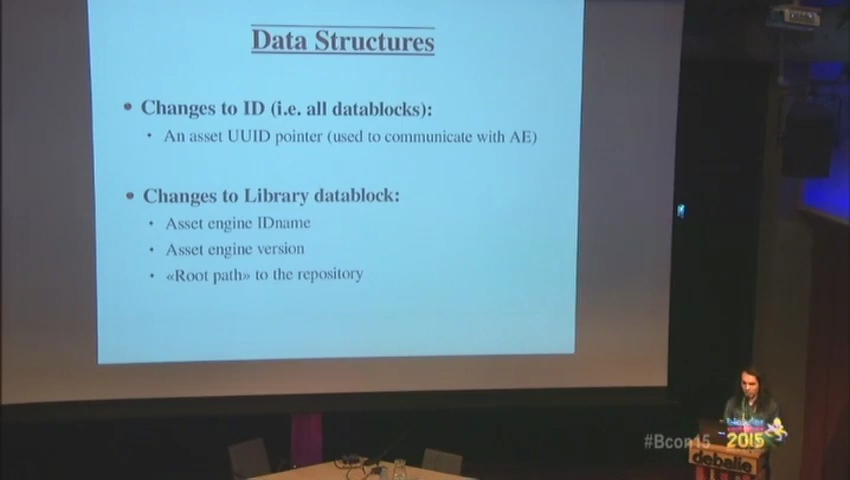 Data Structures
• Changes to ID (i.e. all datablocks):
• An asset UUID pointer (used to communicate with AE)
• Changes to Library datablock:
• Asset engine IDname
• Asset engine version
• «Root path» to the repository
#Bcon15
2015
debalie